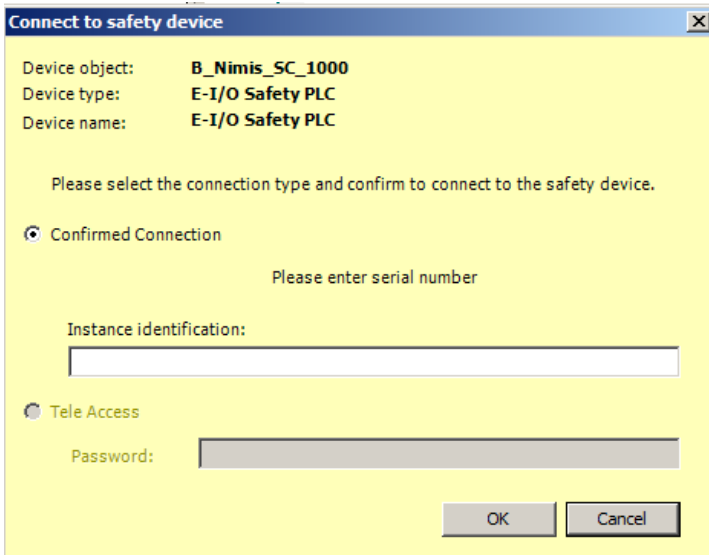 Connect to safety device
Device object: B_Nimis_SC_1000
Device type: E-I/O Safety PLC
Device name: E-I/O Safety PLC
Please select the connection type and confirm to connect to the safety device.
Confirmed Connection
Please enter serial number
Instance identification:
Tele Access
Password:
OK Cancel